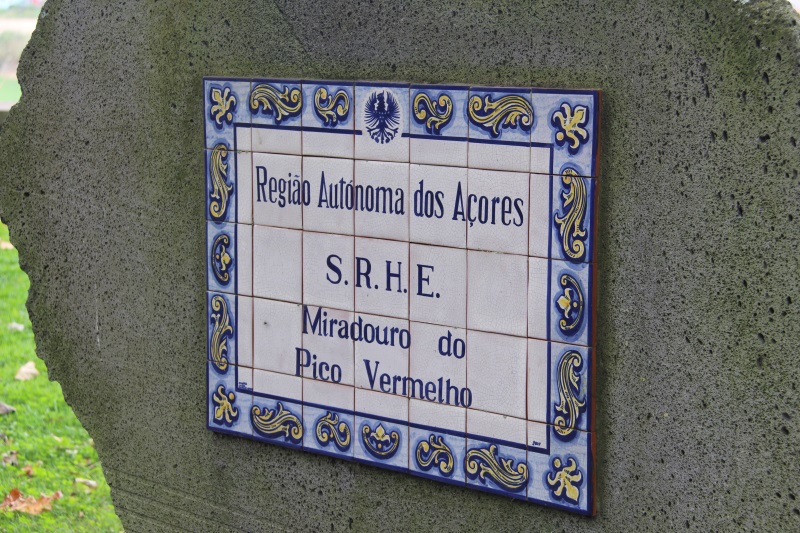 Região Autónoma dos Açores
S.R.H.E.
Miradouro do
Pico Vermelho